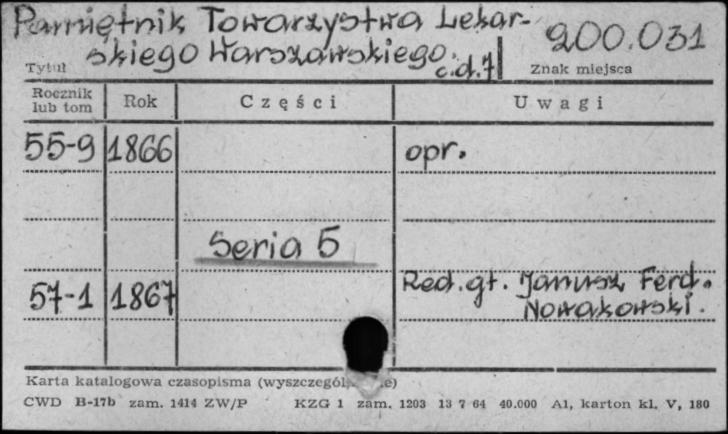 Pamiętnik Towarzystwa Lekar-
skiego Warszawskiego.
c.d.7
200.031
Tytuł
Znak miejsca
Rocznik
lub tom
Rok
Części
Uwagi
55-9 1866 opr.
Seria 5
57-1 1867 Red. gł. Janusz Ferd.
Nowakowski.
Karta katalogowa czasopisma
CWD B-17b zam. 1414 ZW/P KZG 1 zam. 1203 13 7 64 40.000 A1, karton kl. V, 180